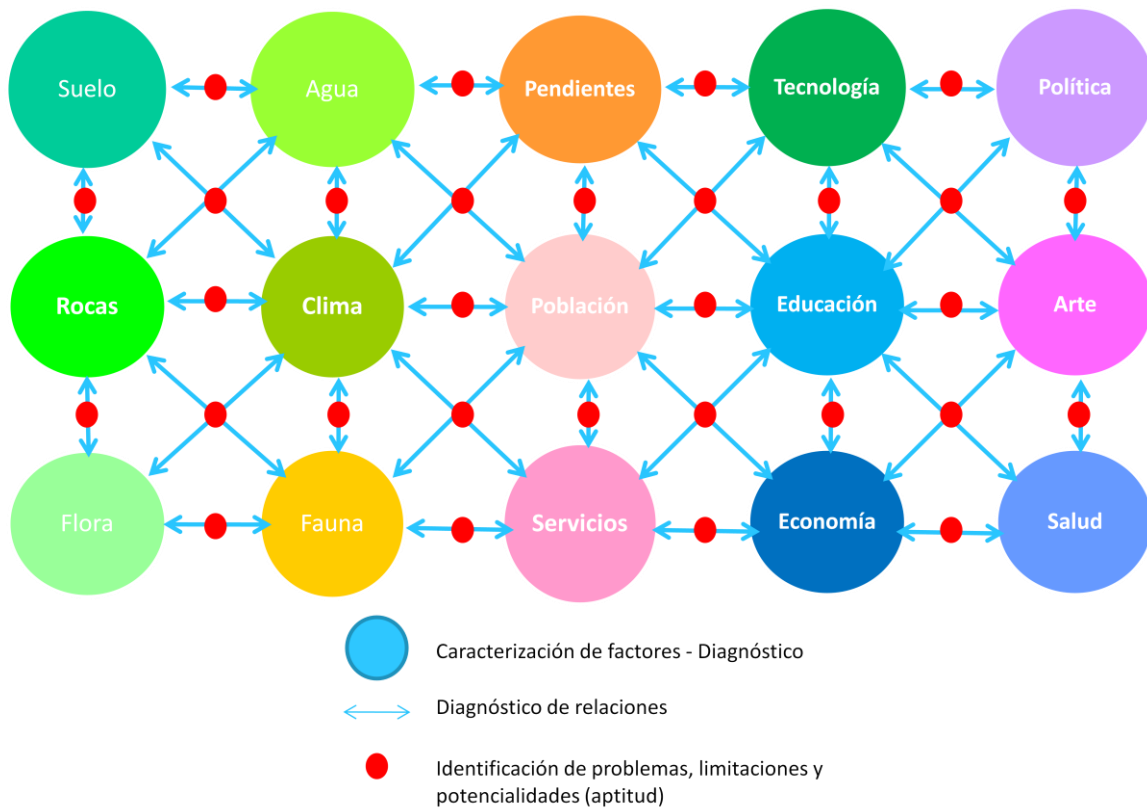 Suelo
Agua
Pendientes
Tecnología
Política
Rocas
Clima
Población
Educación
Arte
Flora
Fauna
Servicios
Economía
Salud
Caracterización de factores - Diagnóstico
Diagnóstico de relaciones
Identificación de problemas, limitaciones y
potencialidades (aptitud)